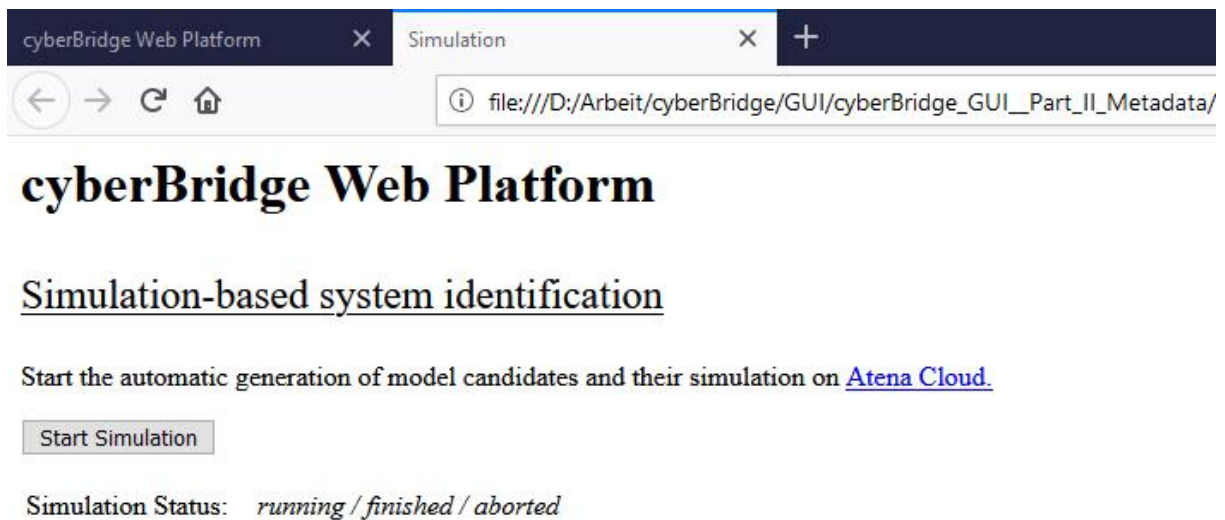 cyberBridge Web Platform
Simulation
file:///D:/Arbeit/cyberBridge/GUI/cyberBridge_GUI__Part_II_Metadata/
cyberBridge Web Platform
Simulation-based system identification
Start the automatic generation of model candidates and their simulation on Atena Cloud.
Start Simulation
Simulation Status: running / finished / aborted